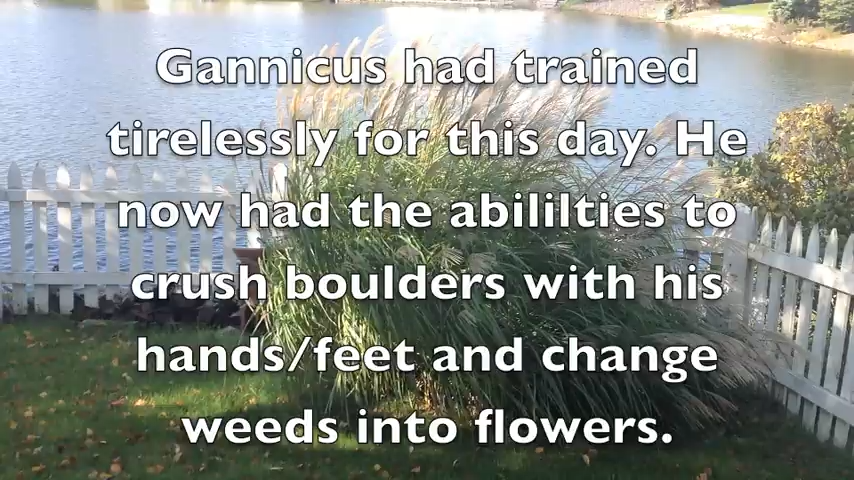 Gannicus had trained
tirelessly for this day. He
now had the abililties to
crush boulders with his
hands/feet and change
weeds into flowers.